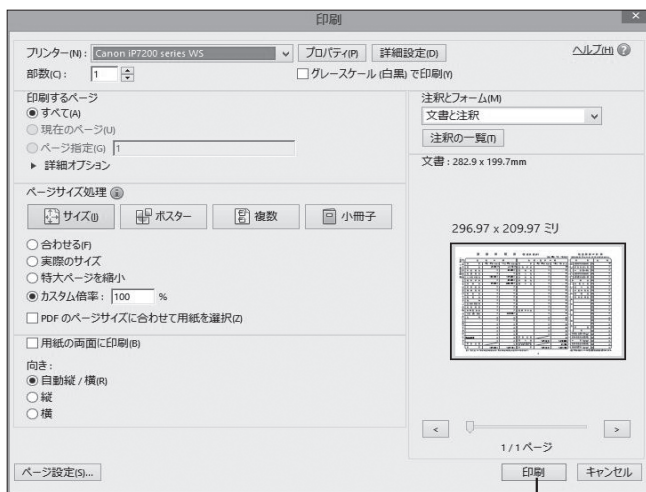 印刷
プリンター(N): Canon iP7200 series WS プロパティ(P) 詳細設定(D) ヘルプ(H)
部数(C): 1 グレースケール (白黒) で印刷(Y)
印刷するページ
すべて(A)
現在のページ(U)
ページ指定(G) 1
詳細オプション
ページサイズ処理
サイズ(I) ポスター 複数 小冊子
合わせる(F)
実際のサイズ
特大ページを縮小
カスタム倍率: 100 %
PDF のページサイズに合わせて用紙を選択(Z)
用紙の両面に印刷(B)
向き:
自動縦 / 横(R)
縦
横
注釈とフォーム(M)
文書と注釈
注釈の一覧(T)
文書: 282.9 x 199.7mm
296.97 x 209.97 ミリ
< >
1 / 1 ページ
ページ設定(S)... 印刷 キャンセル